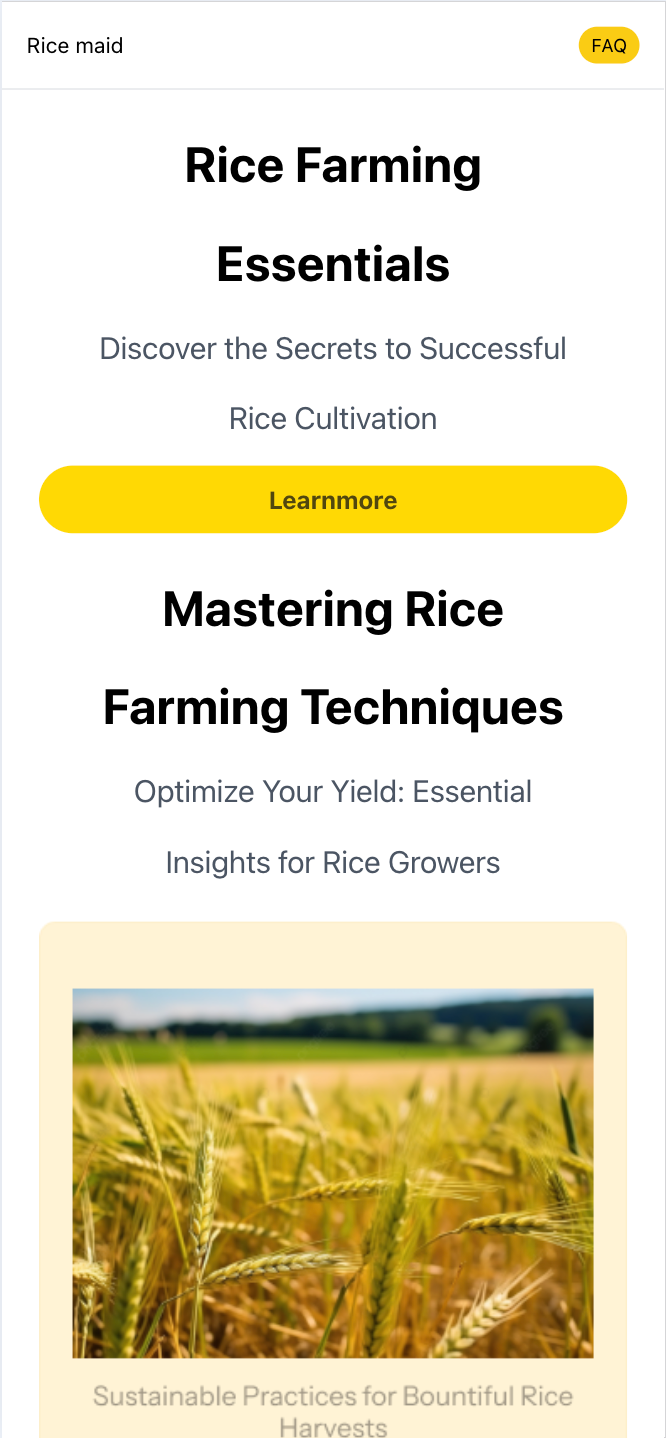 Rice maid
FAQ
Rice Farming
Essentials
Discover the Secrets to Successful
Rice Cultivation
Learnmore
Mastering Rice
Farming Techniques
Optimize Your Yield: Essential
Insights for Rice Growers
Sustainable Practices for Bountiful Rice
Harvests